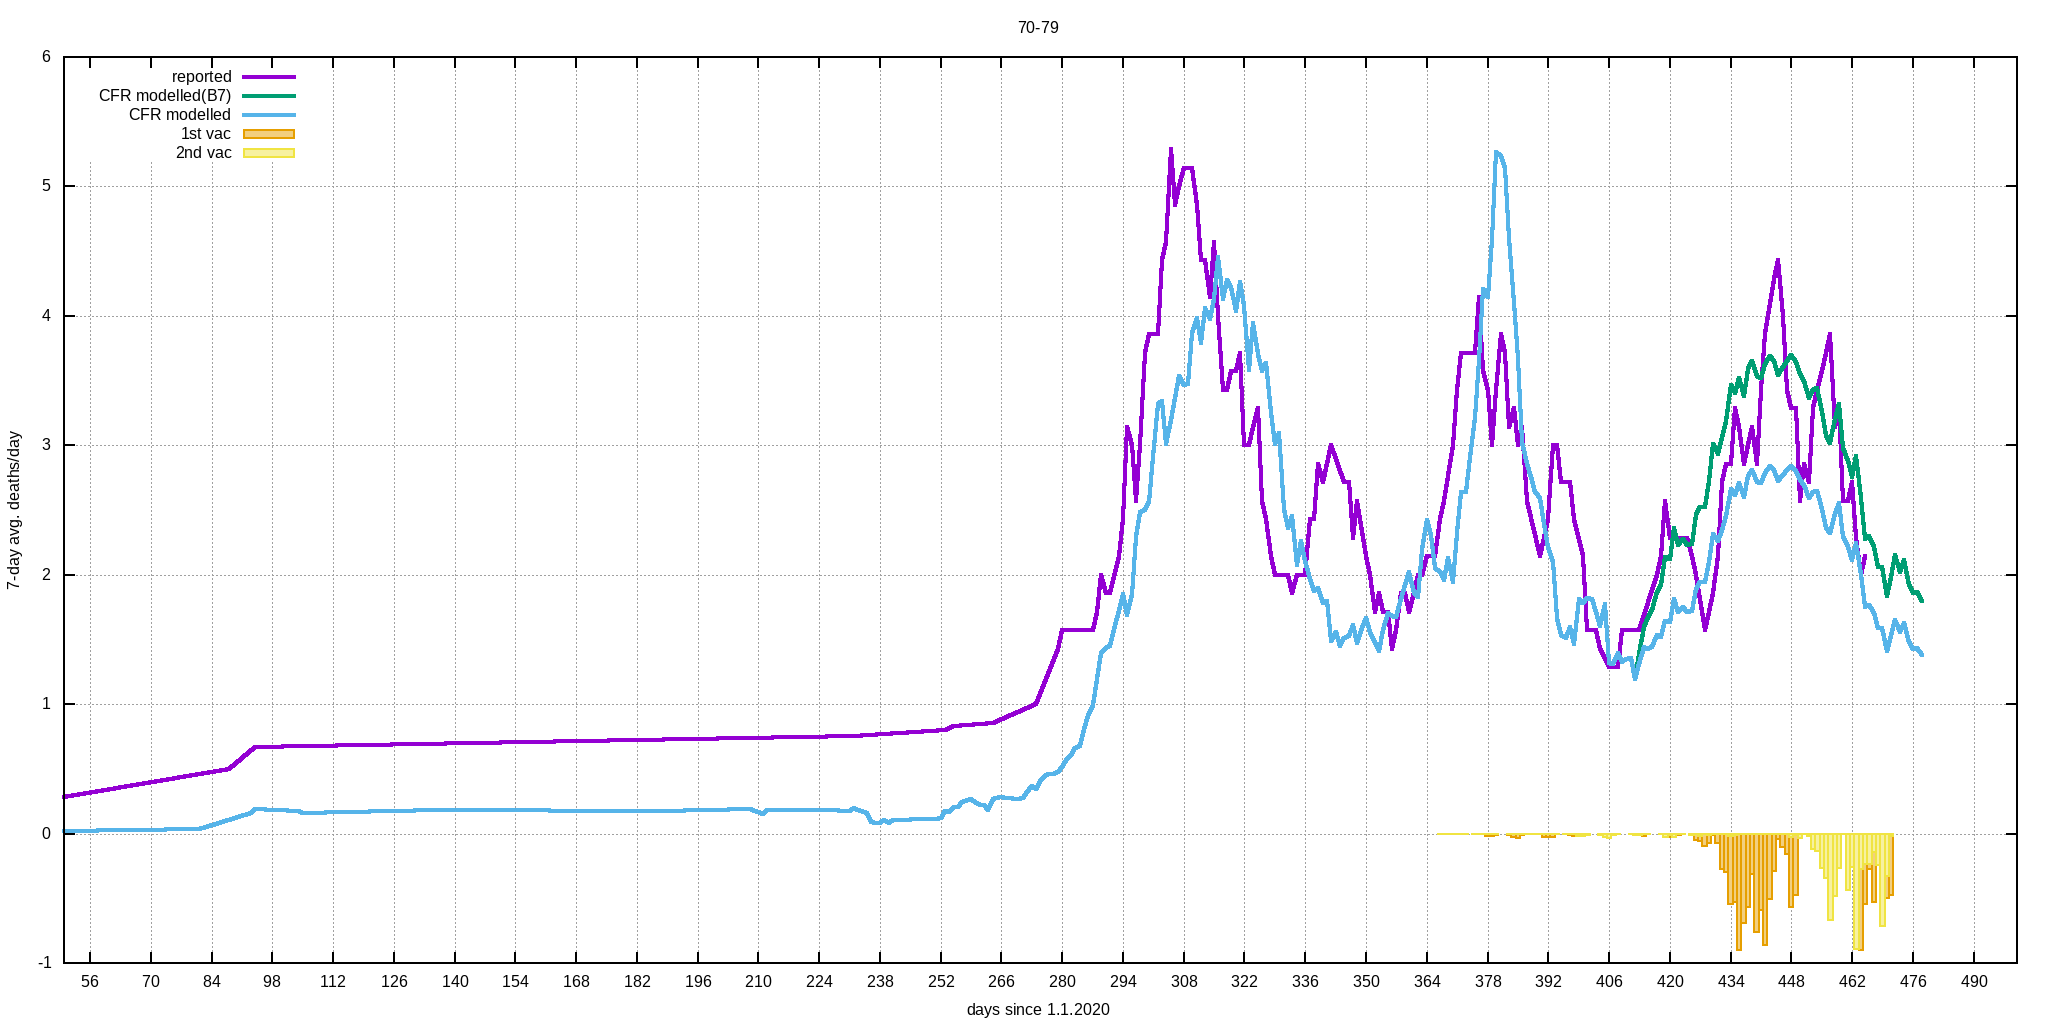 70-79
reported
CFR modelled(B7)
CFR modelled
1st vac
2nd vac
6
5
4
3
2
1
0
-1
7-day avg. deaths/day
56 70 84 98 112 126 140 154 168 182 196 210 224 238 252 266 280 294 308 322 336 350 364 378 392 406 420 434 448 462 476 490
days since 1.1.2020